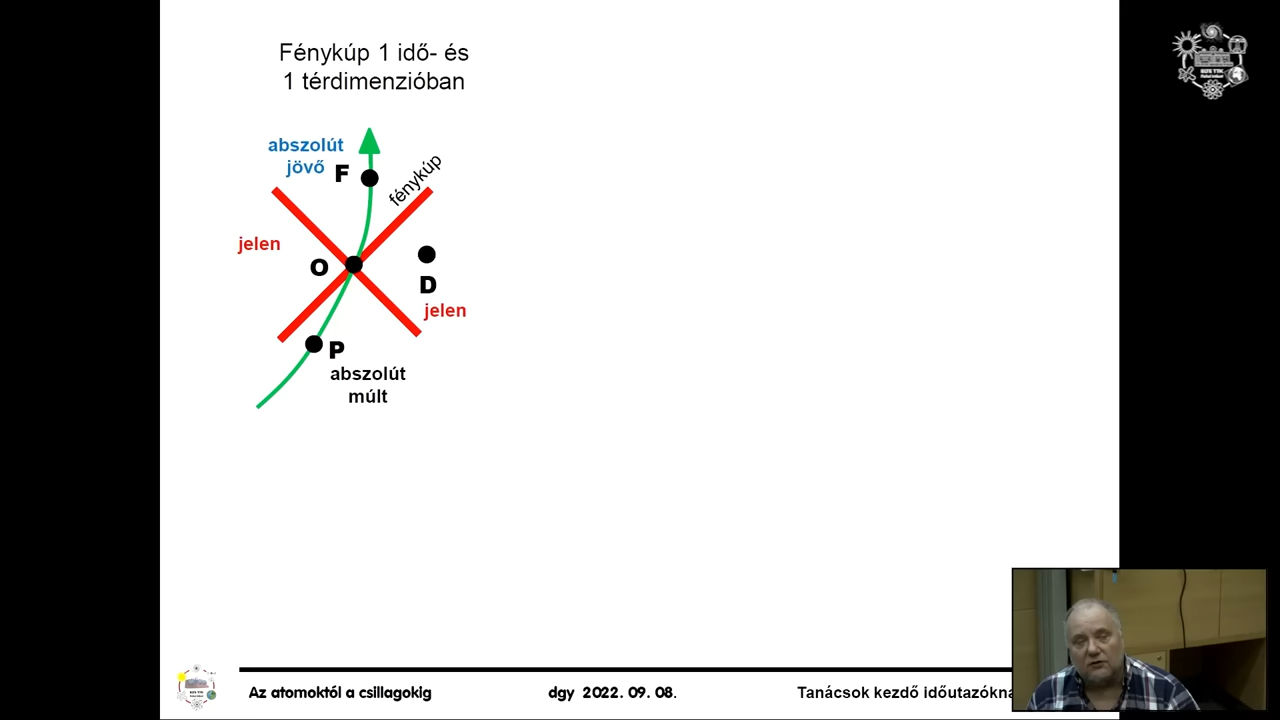 Fénykúp 1 idő- és
1 térdimenzióban
abszolút
jövő
F
fénykúp
jelen
O
D
jelen
P
abszolút
múlt
Az atomoktól a csillagokig
dgy 2022. 09. 08.
Tanácsok kezdő időutazókna